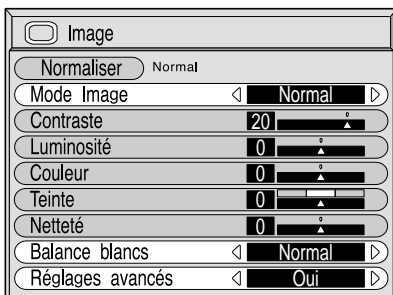 Image
Normaliser Normal
Mode Image Normal
Contraste 20
Luminosité 0
Couleur 0
Teinte 0
Netteté 0
Balance blancs Normal
Réglages avancés Oui